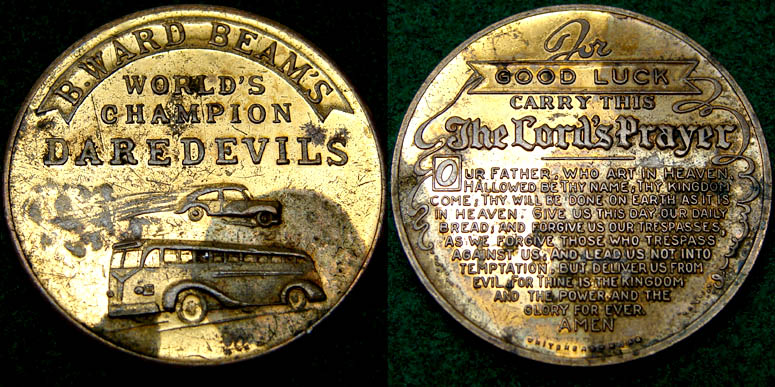 B. WARD BEAM'S
WORLD'S
CHAMPION
DAREDEVILS
For
GOOD LUCK
CARRY THIS
The Lord's Prayer
OUR FATHER, WHO ART IN HEAVEN,
HALLOWED BE THY NAME; THY KINGDOM
COME; THY WILL BE DONE ON EARTH AS IT IS
IN HEAVEN. GIVE US THIS DAY OUR DAILY
BREAD; AND FORGIVE US OUR TRESPASSES,
AS WE FORGIVE THOSE WHO TRESPASS
AGAINST US; AND LEAD US NOT INTO
TEMPTATION, BUT DELIVER US FROM
EVIL. FOR THINE IS THE KINGDOM
AND THE POWER AND THE
GLORY FOR EVER.
AMEN